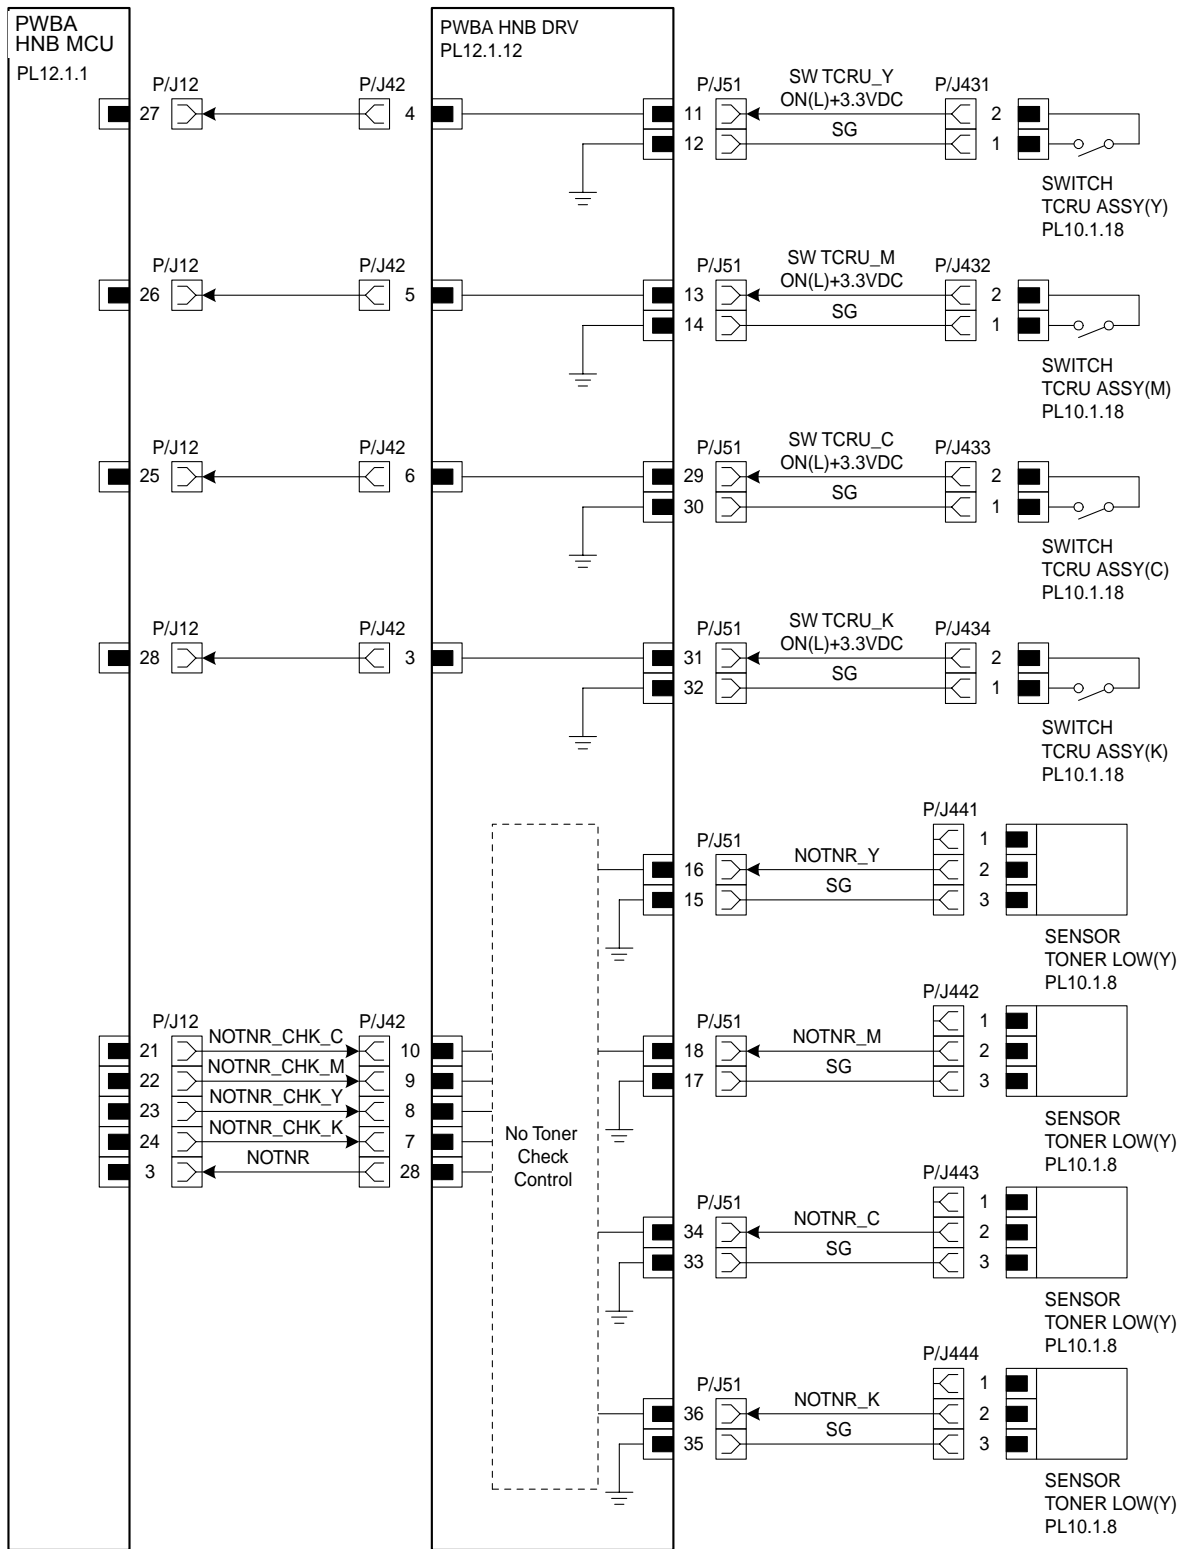 PWBA
HNB MCU
PL12.1.1
PWBA HNB DRV
PL12.1.12
P/J12
P/J42
P/J51
SW TCRU_Y
ON(L)+3.3VDC
P/J431
27
4
11
2
SG
12
1
SWITCH
TCRU ASSY(Y)
PL10.1.18
P/J12
P/J42
P/J51
SW TCRU_M
ON(L)+3.3VDC
P/J432
26
5
13
2
SG
14
1
SWITCH
TCRU ASSY(M)
PL10.1.18
P/J12
P/J42
P/J51
SW TCRU_C
ON(L)+3.3VDC
P/J433
25
6
29
2
SG
30
1
SWITCH
TCRU ASSY(C)
PL10.1.18
P/J12
P/J42
P/J51
SW TCRU_K
ON(L)+3.3VDC
P/J434
28
3
31
2
SG
32
1
SWITCH
TCRU ASSY(K)
PL10.1.18
P/J441
P/J51
1
16
NOTNR_Y
2
15
SG
3
SENSOR
TONER LOW(Y)
PL10.1.8
P/J442
P/J12
P/J42
P/J51
1
21
NOTNR_CHK_C
10
18
NOTNR_M
2
22
NOTNR_CHK_M
9
17
SG
3
23
NOTNR_CHK_Y
8
24
NOTNR_CHK_K
7
3
NOTNR
28
No Toner
Check
Control
SENSOR
TONER LOW(Y)
PL10.1.8
P/J443
P/J51
1
34
NOTNR_C
2
33
SG
3
SENSOR
TONER LOW(Y)
PL10.1.8
P/J444
P/J51
1
36
NOTNR_K
2
35
SG
3
SENSOR
TONER LOW(Y)
PL10.1.8